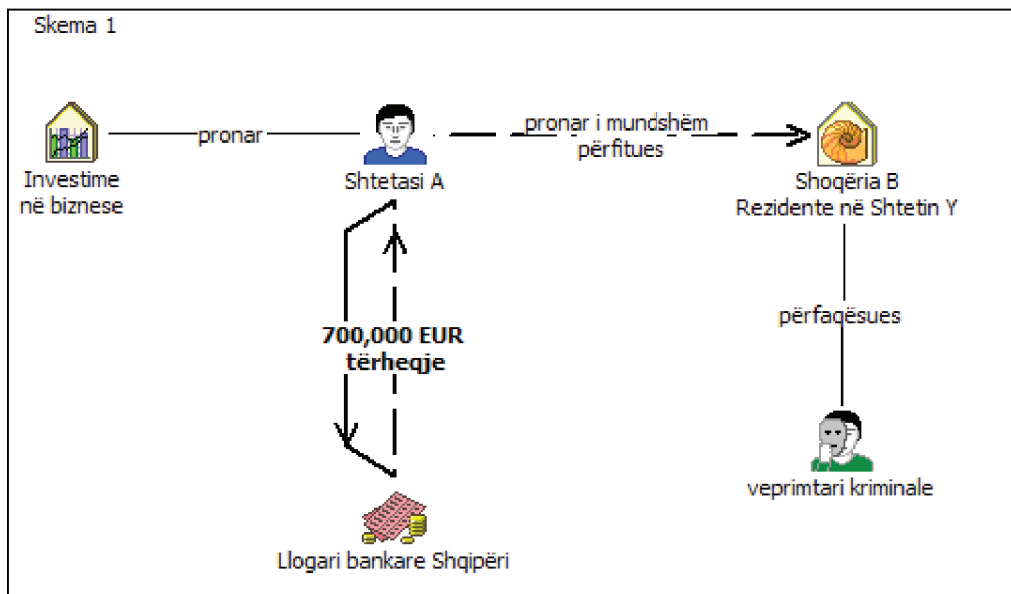 Skema 1
Investime
në biznese
pronar
Shtetasi A
pronar i mundshëm
përfitues
Shoqëria B
Rezidente në Shtetin Y
700,000 EUR
tërheqje
përfaqësues
veprimtari kriminale
Llogari bankare Shqipëri